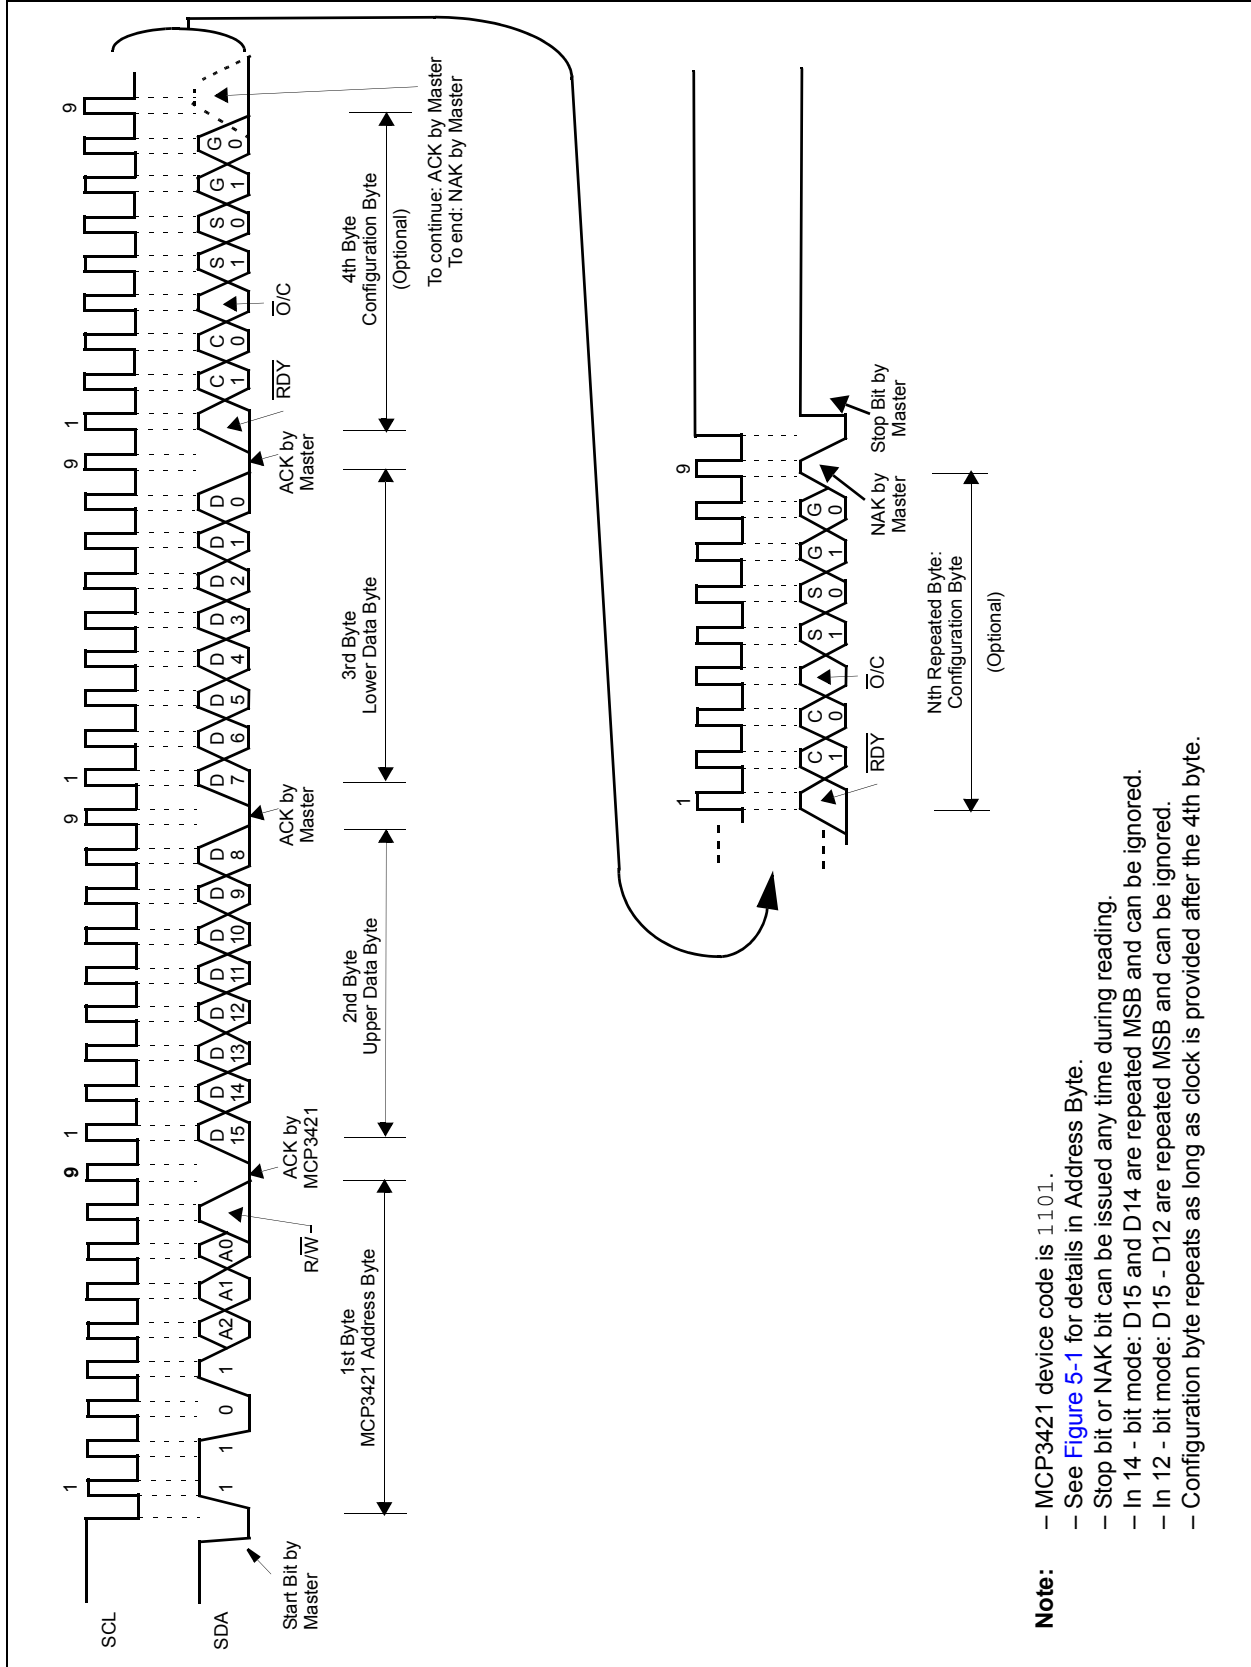 SCL
1
9
1
9
1
9
1
9
SDA
1
1
0
1
A2
A1
A0
D 15
D 14
D 13
D 12
D 11
D 10
D 9
D 8
D 7
D 6
D 5
D 4
D 3
D 2
D 1
D 0
C 1
C 0
S 1
S 0
G 1
G 0
Start Bit by
Master
R/W
ACK by
MCP3421
ACK by
Master
ACK by
Master
RDY
O/C
1st Byte
MCP3421 Address Byte
2nd Byte
Upper Data Byte
3rd Byte
Lower Data Byte
4th Byte
Configuration Byte
(Optional)
To continue: ACK by Master
To end: NAK by Master
1
9
C 1
C 0
S 1
S 0
G 1
G 0
RDY
O/C
NAK by
Master
Stop Bit by
Master
Nth Repeated Byte:
Configuration Byte
(Optional)
Note: – MCP3421 device code is 1101.
– See Figure 5-1 for details in Address Byte.
– Stop bit or NAK bit can be issued any time during reading.
– In 14 - bit mode: D15 and D14 are repeated MSB and can be ignored.
– In 12 - bit mode: D15 - D12 are repeated MSB and can be ignored.
– Configuration byte repeats as long as clock is provided after the 4th byte.